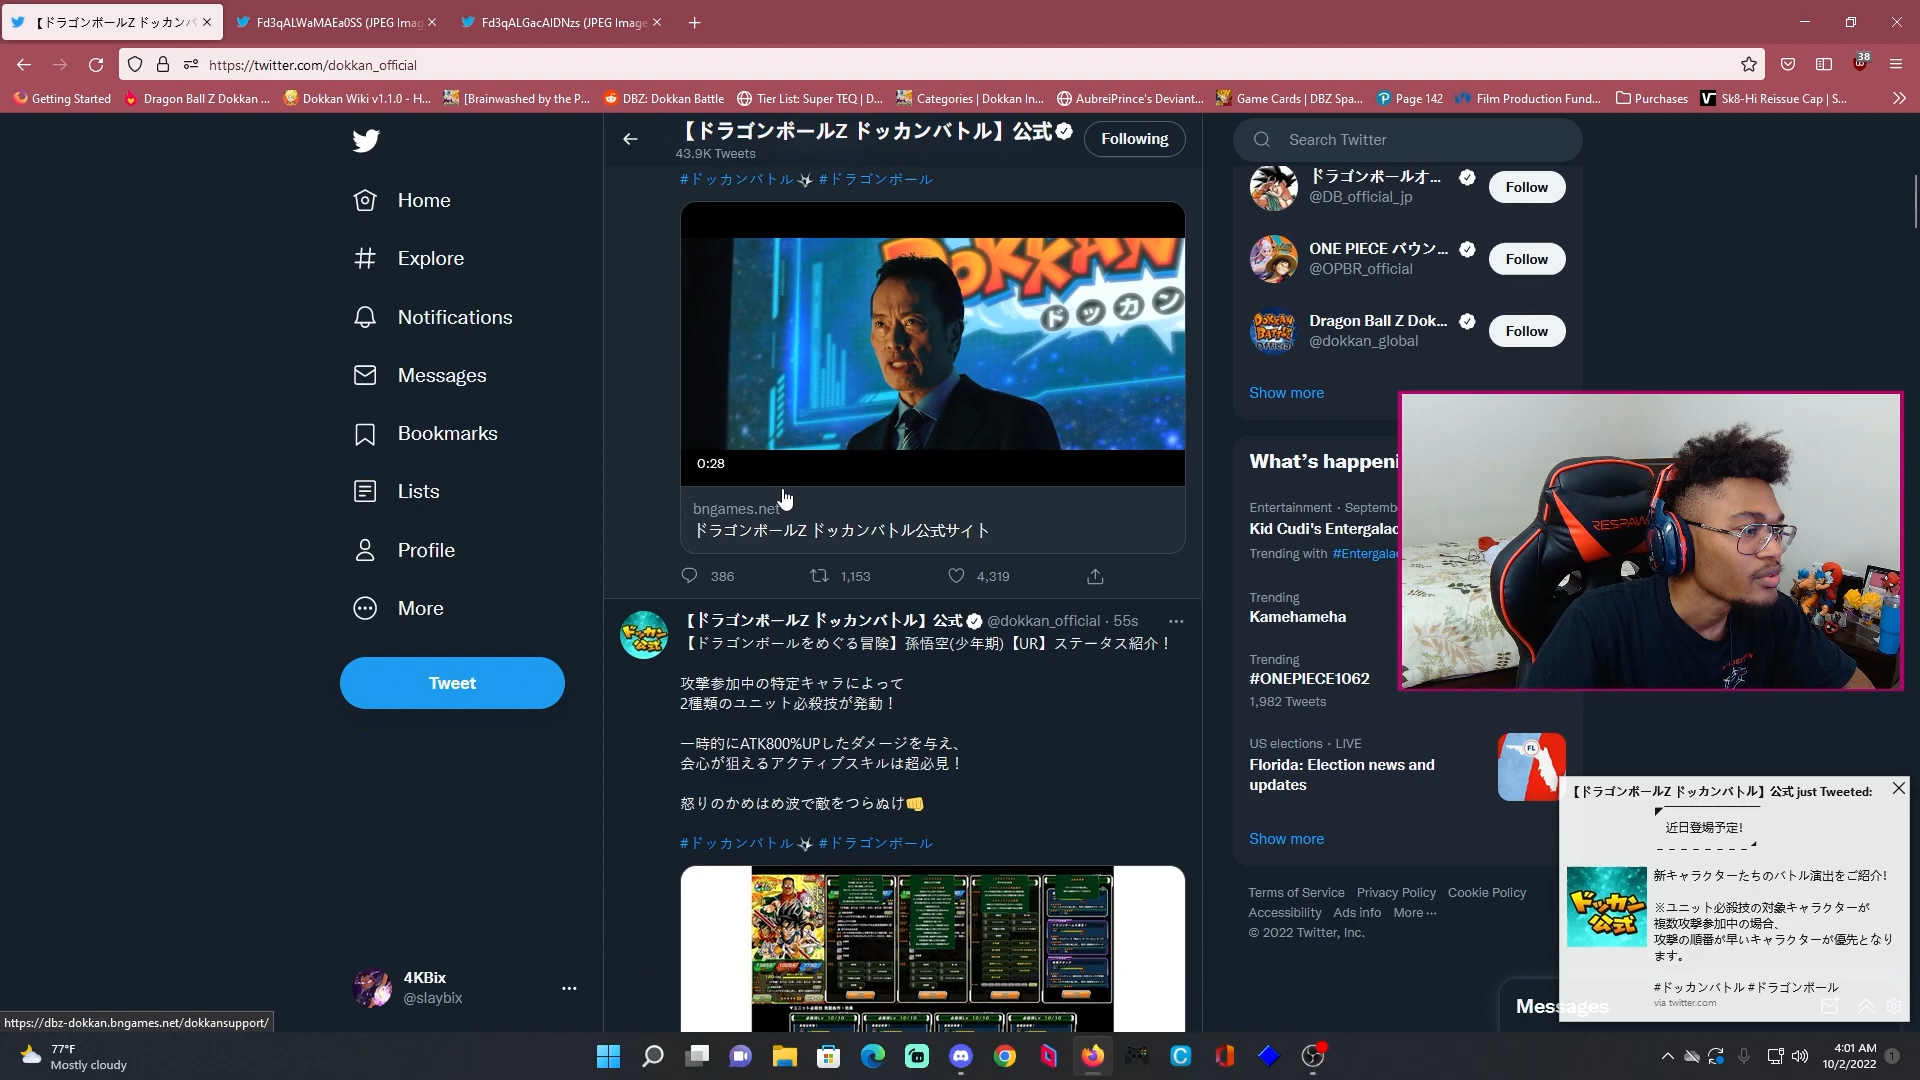 【ドラゴンボールZ ドッカンバ
Fd3qALWaMAEa0SS (JPEG Imag
Fd3qALGacAIDNzs (JPEG Image
https://twitter.com/dokkan_official
38
Getting Started
Dragon Ball Z Dokkan ...
Dokkan Wiki v1.1.0 - H...
[Brainwashed by the P...
DBZ: Dokkan Battle
Tier List: Super TEQ | D...
Categories | Dokkan In...
AubreiPrince's Deviant...
Game Cards | DBZ Spa...
Page 142
Film Production Fund...
Purchases
Sk8-Hi Reissue Cap | S...
Home
Explore
Notifications
Messages
Bookmarks
Lists
Profile
More
Tweet
4KBix
@slaybix
【ドラゴンボールZ ドッカンバトル】公式
43.9K Tweets
Following
#ドッカンバトル #ドラゴンボール
DOKKAN
ドッカン
0:28
bngames.net
ドラゴンボールZ ドッカンバトル公式サイト
386
1,153
4,319
【ドラゴンボールZ ドッカンバトル】公式 @dokkan_official · 55s
【ドラゴンボールをめぐる冒険】孫悟空(少年期)【UR】ステータス紹介！
攻撃参加中の特定キャラによって
2種類のユニット必殺技が発動！
一時的にATK800%UPしたダメージを与え、
会心が狙えるアクティブスキルは超必見！
怒りのかめはめ波で敵をつらぬけ👊
#ドッカンバトル #ドラゴンボール
Search Twitter
ドラゴンボールオ...
@DB_official_jp
Follow
ONE PIECE バウン...
@OPBR_official
Follow
Dragon Ball Z Dok...
@dokkan_global
Follow
Show more
What's happeni
Entertainment · Septemb
Kid Cudi's Entergalac
Trending with #Entergala
Trending
Kamehameha
Trending
#ONEPIECE1062
1,982 Tweets
US elections · LIVE
Florida: Election news and
updates
FL
Show more
Terms of Service Privacy Policy Cookie Policy
Accessibility Ads info More ···
© 2022 Twitter, Inc.
RESPAW
Messages
【ドラゴンボールZ ドッカンバトル】公式 just Tweeted:
近日登場予定!
新キャラクターたちのバトル演出をご紹介!
※ユニット必殺技の対象キャラクターが
複数攻撃参加中の場合、
攻撃の順番が早いキャラクターが優先となり
ます。
#ドッカンバトル #ドラゴンボール
via twitter.com
ドッカン
公式
https://dbz-dokkan.bngames.net/dokkansupport/
77°F
Mostly cloudy
4:01 AM
10/2/2022
1